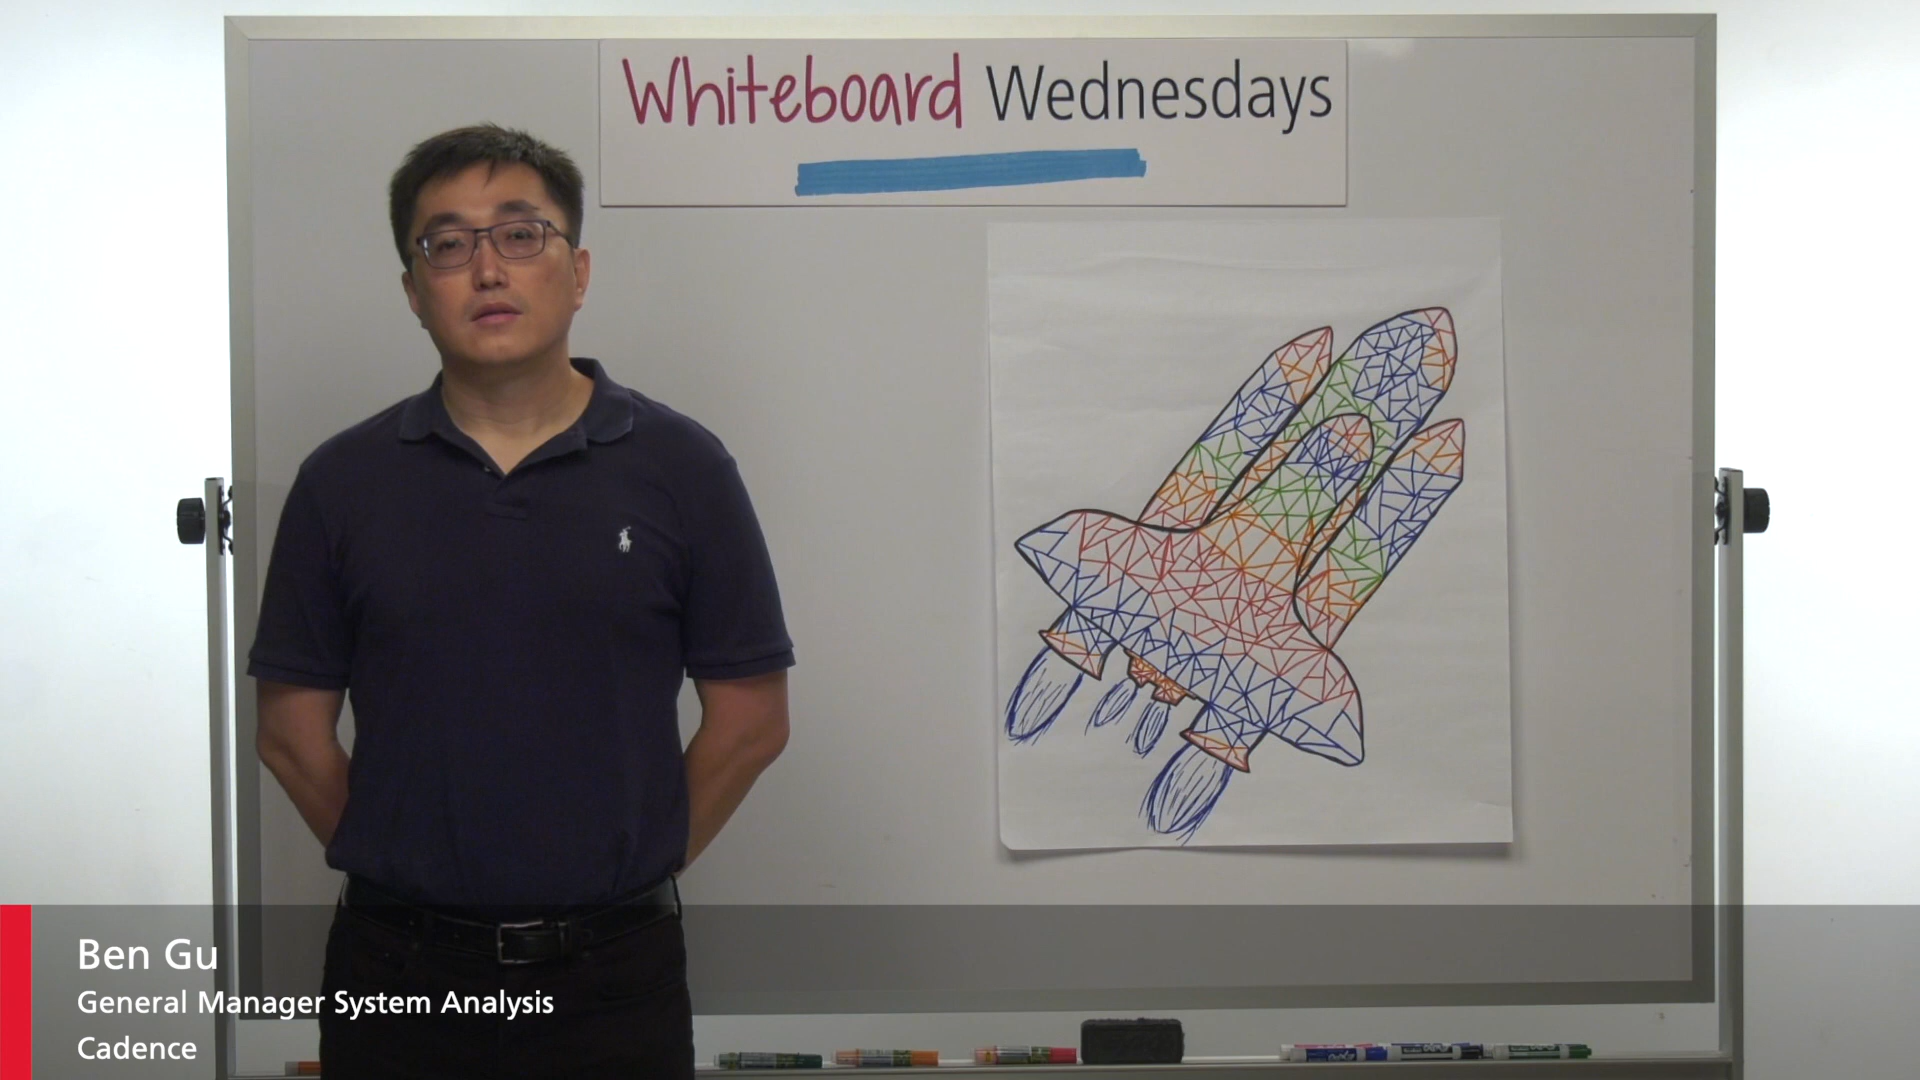 Whiteboard Wednesdays
Ben Gu
General Manager System Analysis
Cadence